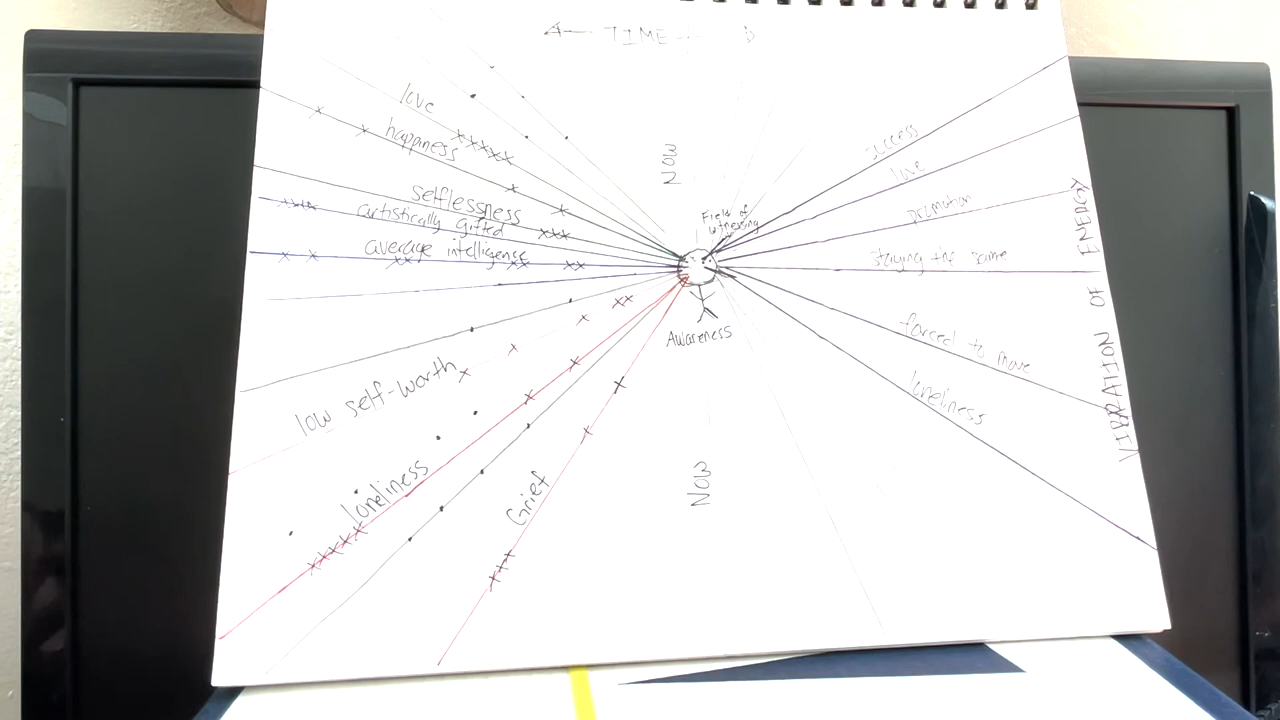 TIME
love
happiness
selflessness
artistically gifted
average intelligense
low self-worth
loneliness
Grief
NOW
Field of
witnessing
Awareness
NOW
success
love
promotion
staying the same
forced to move
loneliness
VIBRATION OF ENERGY